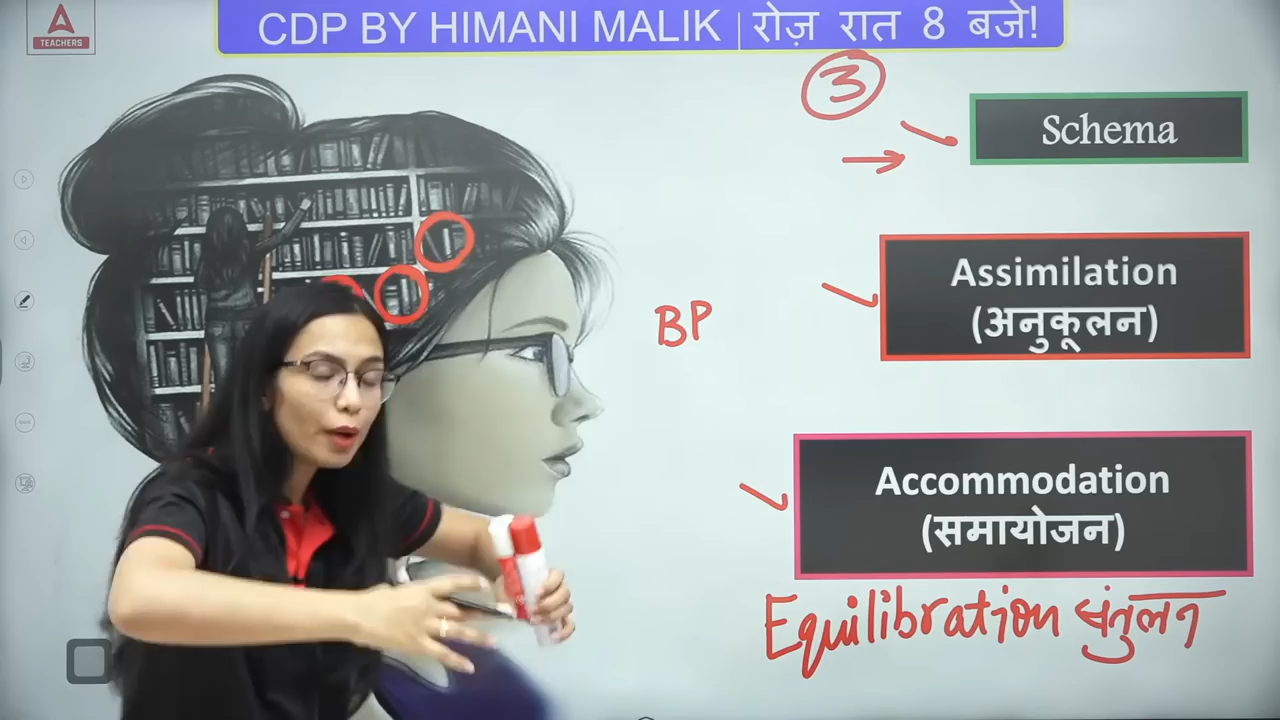 A
TEACHERS
CDP BY HIMANI MALIK | रोज़ रात 8 बजे!
3
Schema
Assimilation
(अनुकूलन)
BP
Accommodation
(समायोजन)
Equilibration संतुलन